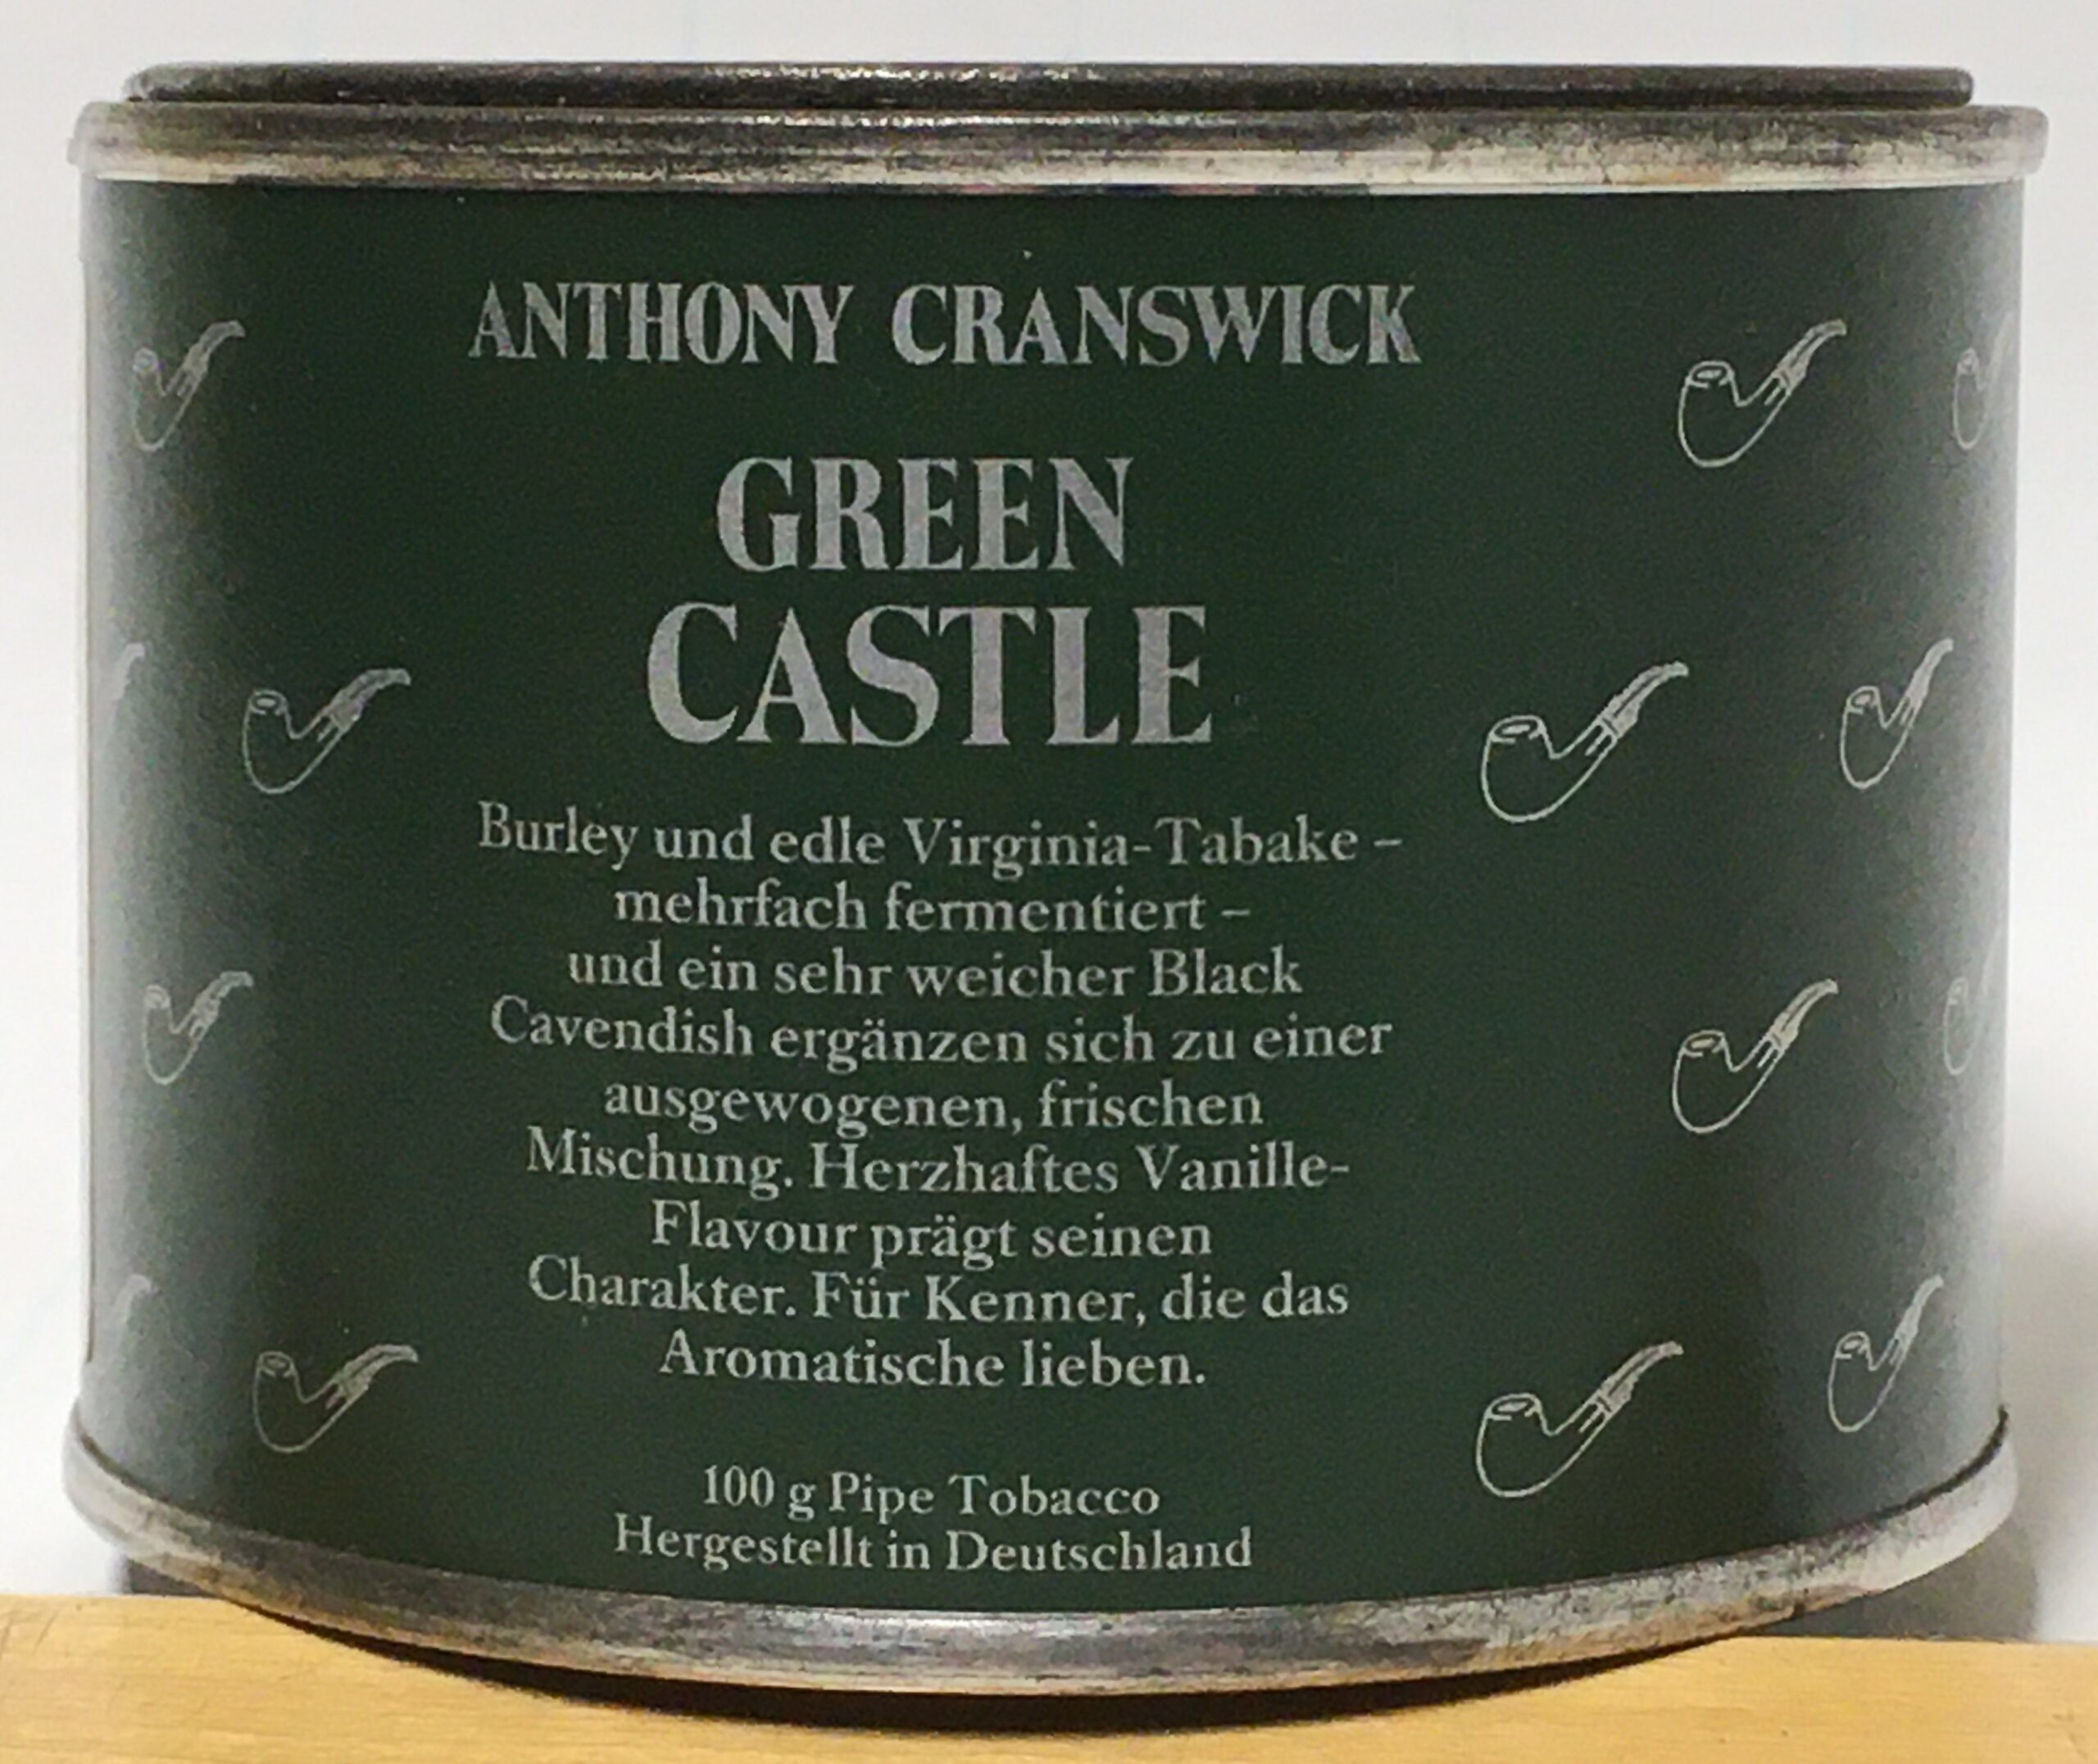 ANTHONY CRANSWICK
GREEN
CASTLE
Burley und edle Virginia-Tabake –
mehrfach fermentiert –
und ein sehr weicher Black
Cavendish ergänzen sich zu einer
ausgewogenen, frischen
Mischung. Herzhaftes Vanille-
Flavour prägt seinen
Charakter. Für Kenner, die das
Aromatische lieben.
100 g Pipe Tobacco
Hergestellt in Deutschland